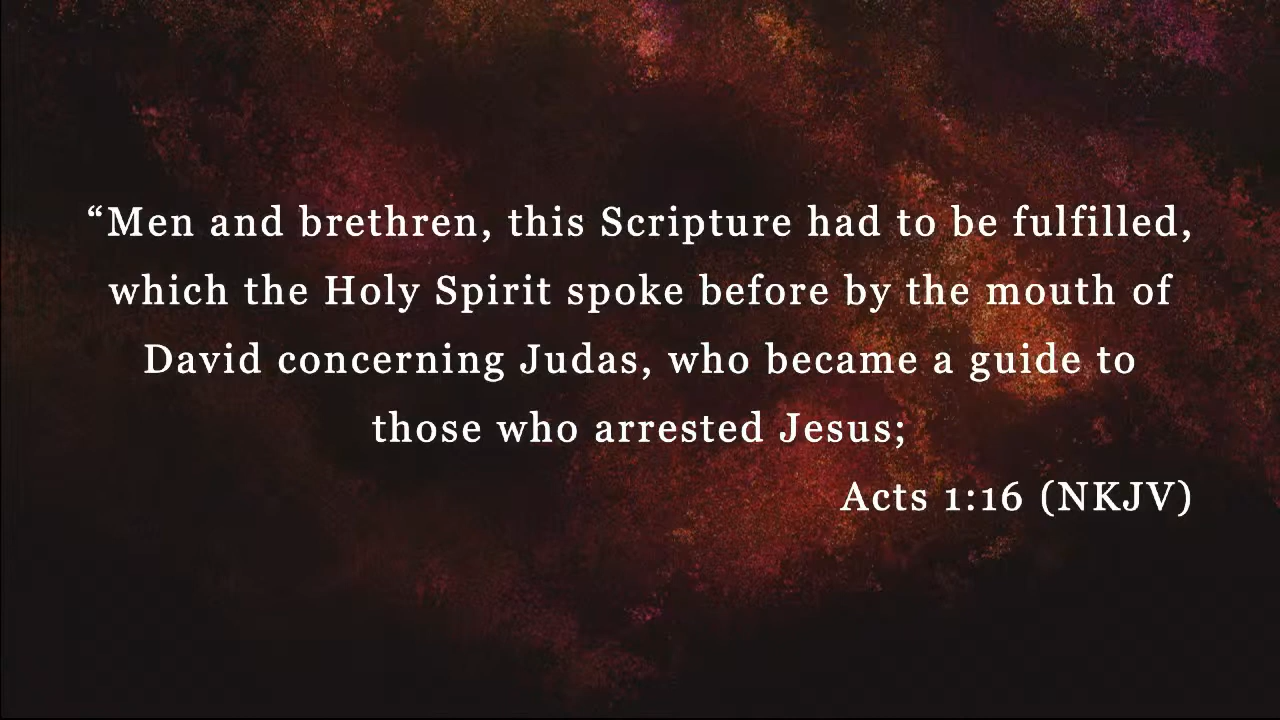 “Men and brethren, this Scripture had to be fulfilled,
which the Holy Spirit spoke before by the mouth of
David concerning Judas, who became a guide to
those who arrested Jesus;
Acts 1:16 (NKJV)